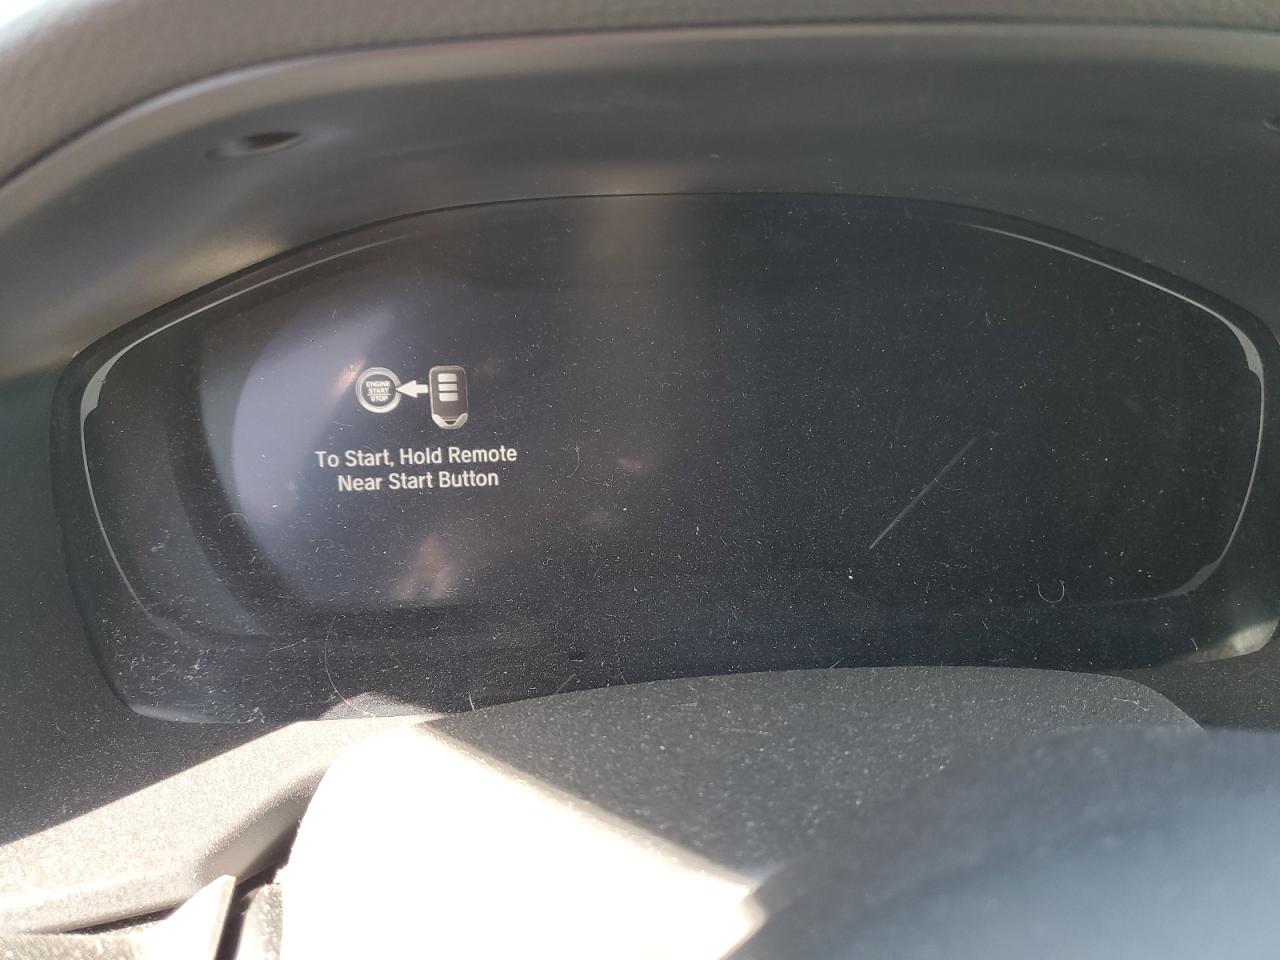 ENGINE
START
STOP
To Start, Hold Remote
Near Start Button